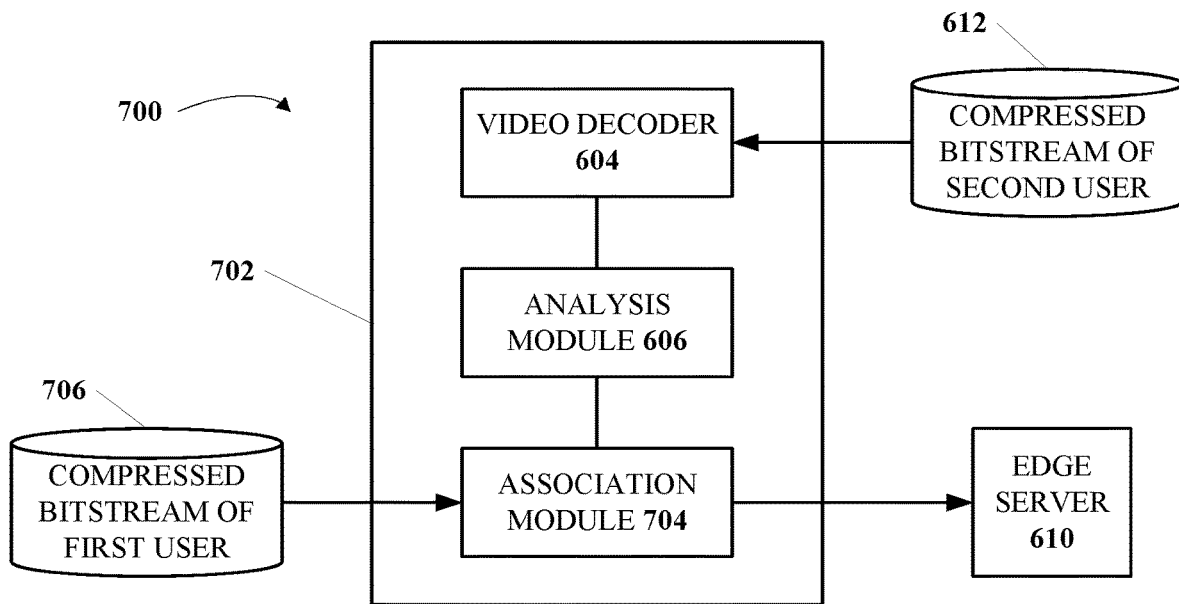 612
COMPRESSED
BITSTREAM OF
SECOND USER
700
VIDEO DECODER
604
702
ANALYSIS
MODULE 606
706
COMPRESSED
BITSTREAM OF
FIRST USER
ASSOCIATION
MODULE 704
EDGE
SERVER
610